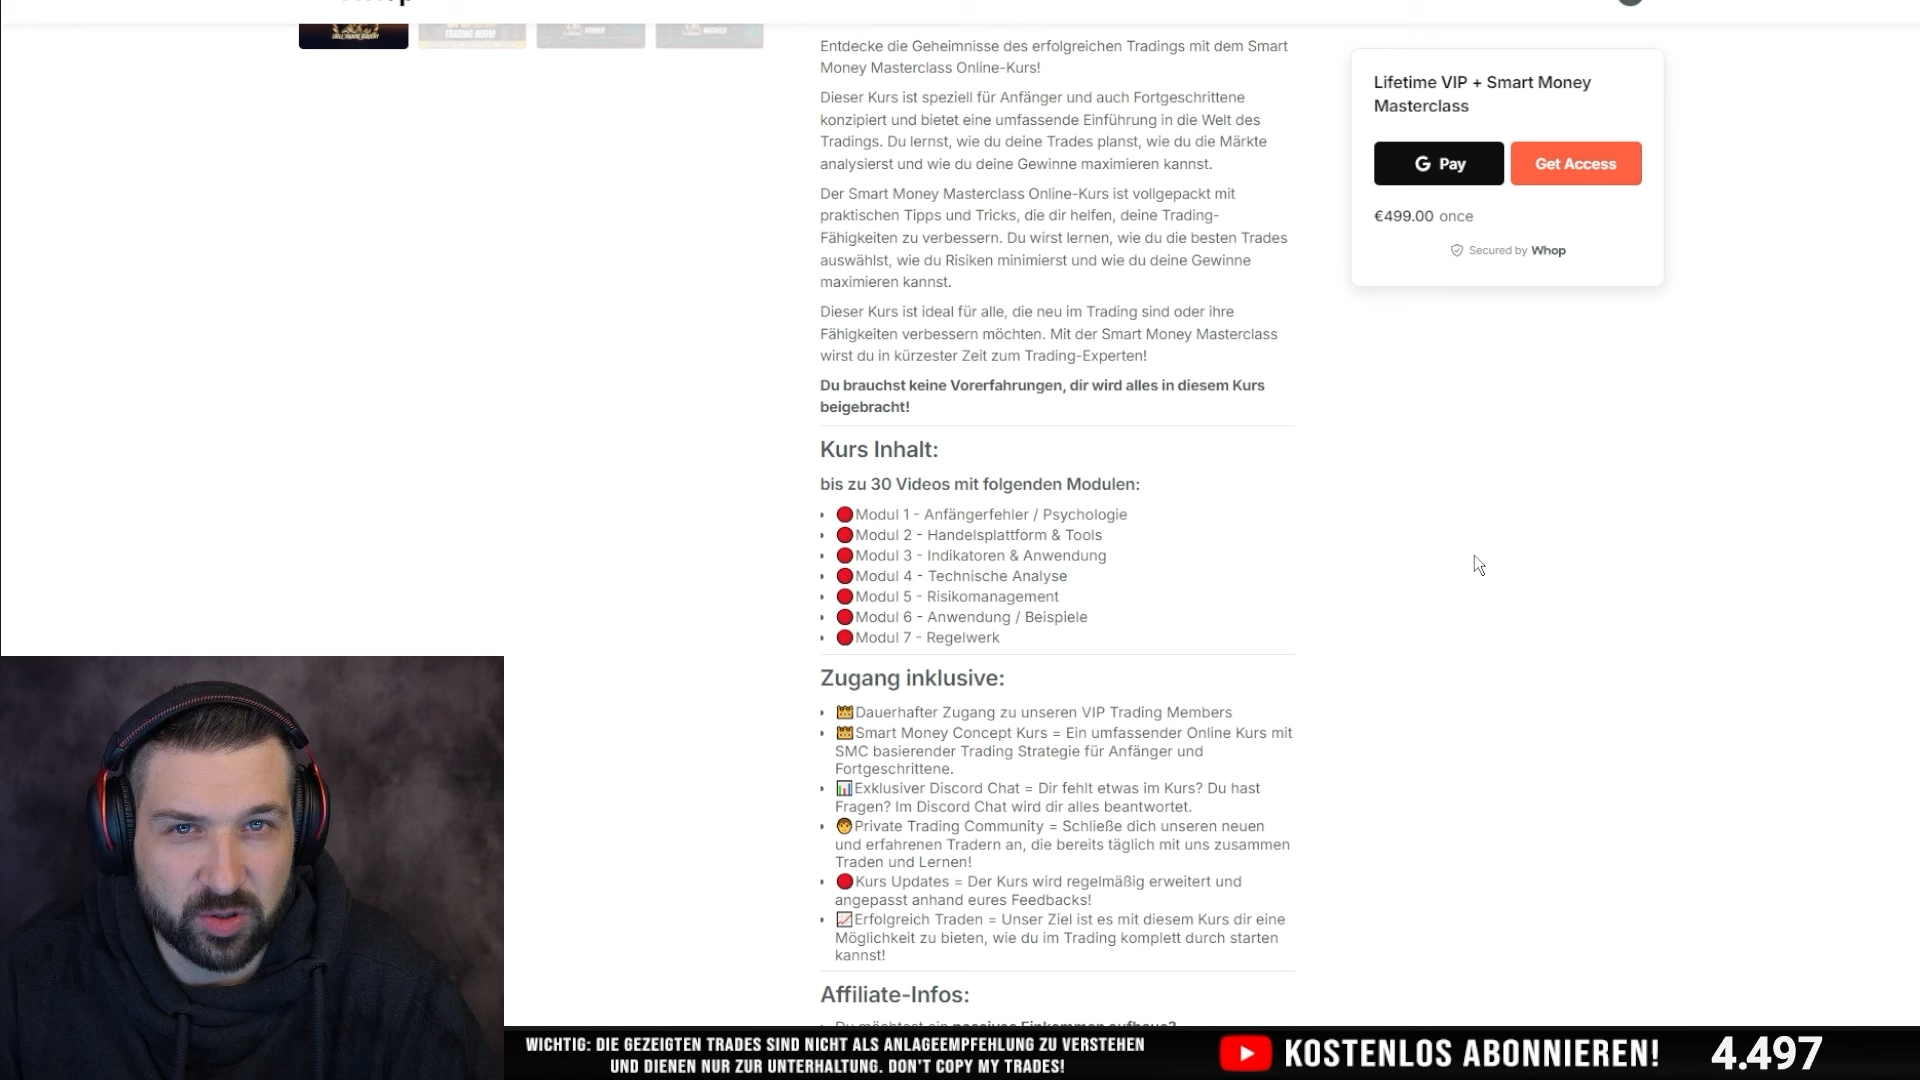 TRADING ROOM
Entdecke die Geheimnisse des erfolgreichen Tradings mit dem Smart
Money Masterclass Online-Kurs!
Dieser Kurs ist speziell für Anfänger und auch Fortgeschrittene
konzipiert und bietet eine umfassende Einführung in die Welt des
Tradings. Du lernst, wie du deine Trades planst, wie du die Märkte
analysierst und wie du deine Gewinne maximieren kannst.
Der Smart Money Masterclass Online-Kurs ist vollgepackt mit
praktischen Tipps und Tricks, die dir helfen, deine Trading-
Fähigkeiten zu verbessern. Du wirst lernen, wie du die besten Trades
auswählst, wie du Risiken minimierst und wie du deine Gewinne
maximieren kannst.
Dieser Kurs ist ideal für alle, die neu im Trading sind oder ihre
Fähigkeiten verbessern möchten. Mit der Smart Money Masterclass
wirst du in kürzester Zeit zum Trading-Experten!
Du brauchst keine Vorerfahrungen, dir wird alles in diesem Kurs
beigebracht!
Kurs Inhalt:
bis zu 30 Videos mit folgenden Modulen:
Modul 1 - Anfängerfehler / Psychologie
Modul 2 - Handelsplattform & Tools
Modul 3 - Indikatoren & Anwendung
Modul 4 - Technische Analyse
Modul 5 - Risikomanagement
Modul 6 - Anwendung / Beispiele
Modul 7 - Regelwerk
Zugang inklusive:
Dauerhafter Zugang zu unseren VIP Trading Members
Smart Money Concept Kurs = Ein umfassender Online Kurs mit
SMC basierender Trading Strategie für Anfänger und
Fortgeschrittene.
Exklusiver Discord Chat = Dir fehlt etwas im Kurs? Du hast
Fragen? Im Discord Chat wird dir alles beantwortet.
Private Trading Community = Schließe dich unseren neuen
und erfahrenen Tradern an, die bereits täglich mit uns zusammen
Traden und Lernen!
Kurs Updates = Der Kurs wird regelmäßig erweitert und
angepasst anhand eures Feedbacks!
Erfolgreich Traden = Unser Ziel ist es mit diesem Kurs dir eine
Möglichkeit zu bieten, wie du im Trading komplett durch starten
kannst!
Affiliate-Infos:
Du möchtest ein passives Einkommen aufbaue?
Lifetime VIP + Smart Money
Masterclass
G Pay
Get Access
€499.00 once
Secured by Whop
WICHTIG: DIE GEZEIGTEN TRADES SIND NICHT ALS ANLAGEEMPFEHLUNG ZU VERSTEHEN
UND DIENEN NUR ZUR UNTERHALTUNG. DON'T COPY MY TRADES!
KOSTENLOS ABONNIEREN!
4.497